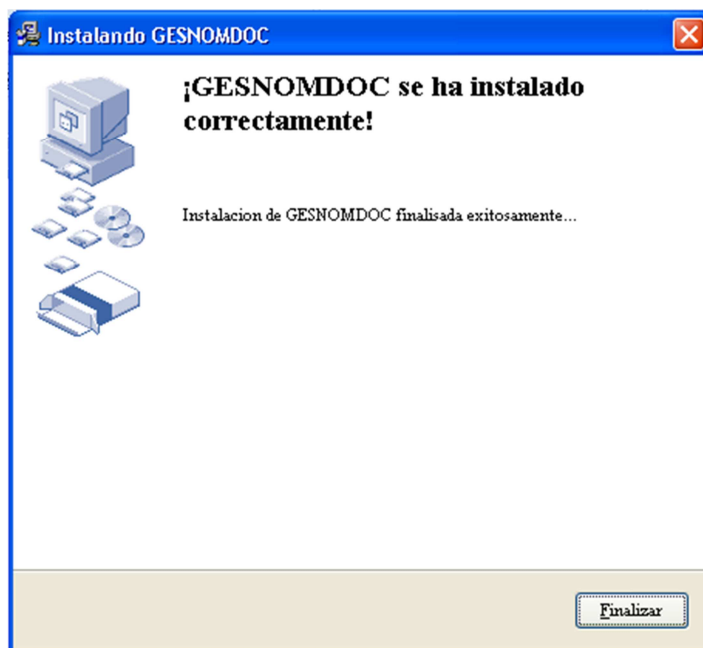 Instalando GESNOMDOC
¡GESNOMDOC se ha instalado
correctamente!
Instalacion de GESNOMDOC finalisada exitosamente...
Finalizar